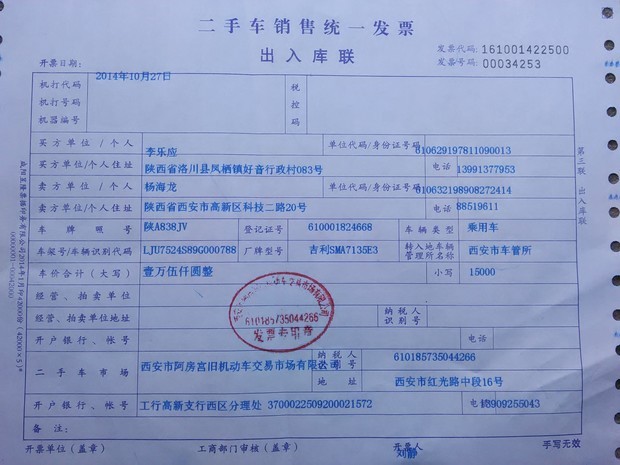 二手车销售统一发票
发票代码:161001422500
出入库联
发票号码:00034253
开票日期:
机打代码 2014年10月27日 税控码
机打号码
机器编号
买方单位/个人 李乐应 单位代码/身份证号码 610629197811090013
买方单位/个人住址 陕西省洛川县凤栖镇好音行政村083号 电话 13991377953
卖方单位/个人 杨海龙 单位代码/身份证号码 610632198908272414
卖方单位/个人住址 陕西省西安市高新区科技二路20号 电话 88519611
车牌照号 陕A838JV 登记证号 610001824668 车辆类型 乘用车
车架号/车辆识别代码 LJU7524S89G000788 厂牌型号 吉利SMA7135E3 转入地车辆管理所名称 西安市车管所
车价合计(大写) 壹万伍仟圆整 小写 15000
经营、拍卖单位
经营、拍卖单位地址 纳税人识别号
开户银行、帐号 电话
610185735044266
发票专用章
二手车市场 西安市阿房宫旧机动车交易市场有限公司 纳税人识别号 610185735044266
地址 西安市红光路中段16号
开户银行、帐号 工行高新支行西区分理处 3700022509200021572 电话 13909255043
备注:
开票单位(盖章) 工商部门审核(盖章) 开票人 刘静 手写无效
第三联 出入库联